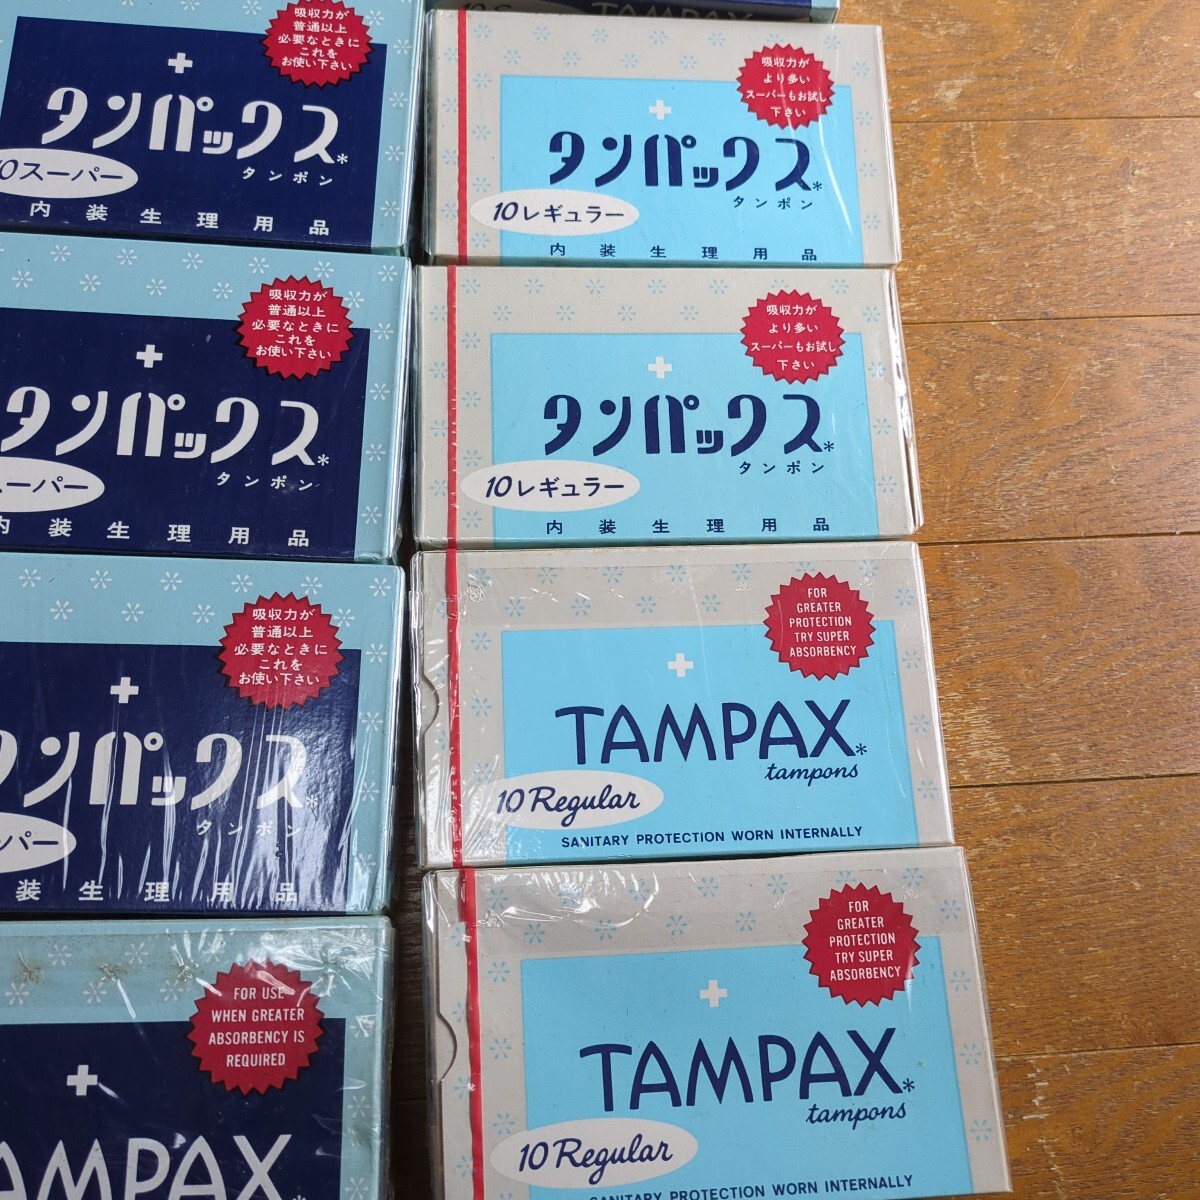 吸収力が
普通以上
必要なときに
これを
お使い下さい
タンパックス*
タンポン
10スーパー
内装生理用品
吸収力が
普通以上
必要なときに
これを
お使い下さい
タンパックス*
タンポン
スーパー
内装生理用品
吸収力が
普通以上
必要なときに
これを
お使い下さい
タンパックス*
タンポン
ーパー
装生理用品
FOR USE
WHEN GREATER
ABSORBENCY IS
REQUIRED
AMPAX*
TAMPAX
吸収力が
より多い
スーパーもお試し
下さい
タンパックス*
タンポン
10レギュラー
内装生理用品
吸収力が
より多い
スーパーもお試し
下さい
タンパックス*
タンポン
10レギュラー
内装生理用品
FOR
GREATER
PROTECTION
TRY SUPER
ABSORBENCY
TAMPAX*
tampons
10 Regular
SANITARY PROTECTION WORN INTERNALLY
FOR
GREATER
PROTECTION
TRY SUPER
ABSORBENCY
TAMPAX*
tampons
10 Regular
SANITARY PROTECTION WORN INTERNALLY